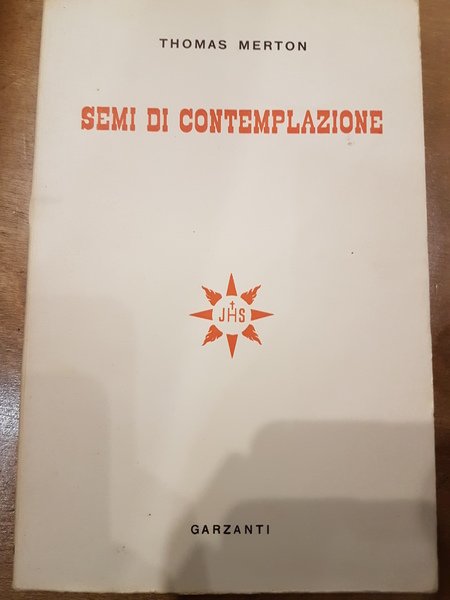 THOMAS MERTON
SEMI DI CONTEMPLAZIONE
JHS
GARZANTI